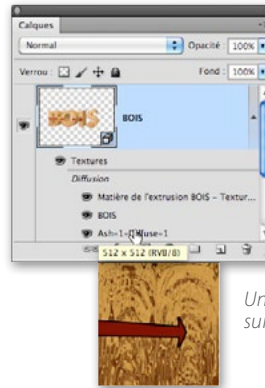 Calques
Normal
Opacité : 100%
Verrou :
Fond : 100%
BOIS
BOIS
Textures
Diffusion
Matière de l'extrusion BOIS – Textur...
BOIS
Ash-1-Diffuse-1
512 x 512 (RVB/8)
Un
sur